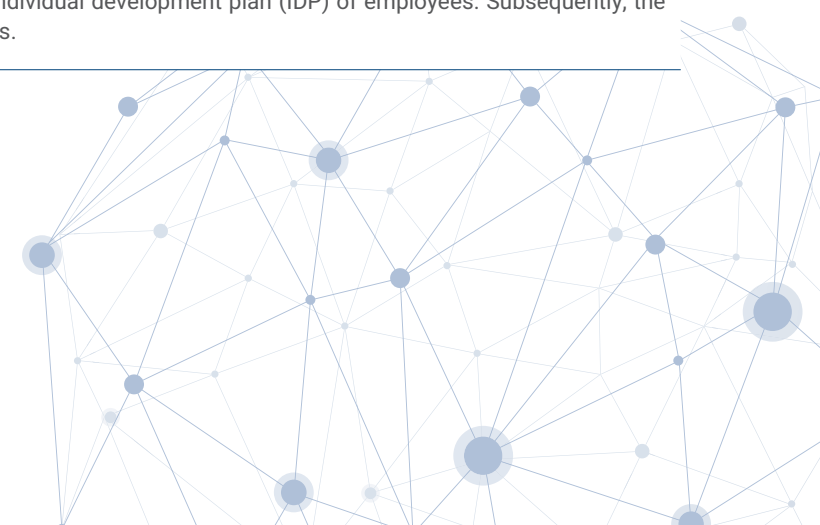 ndividual development plan (IDP) of employees. Subsequently, the
s.